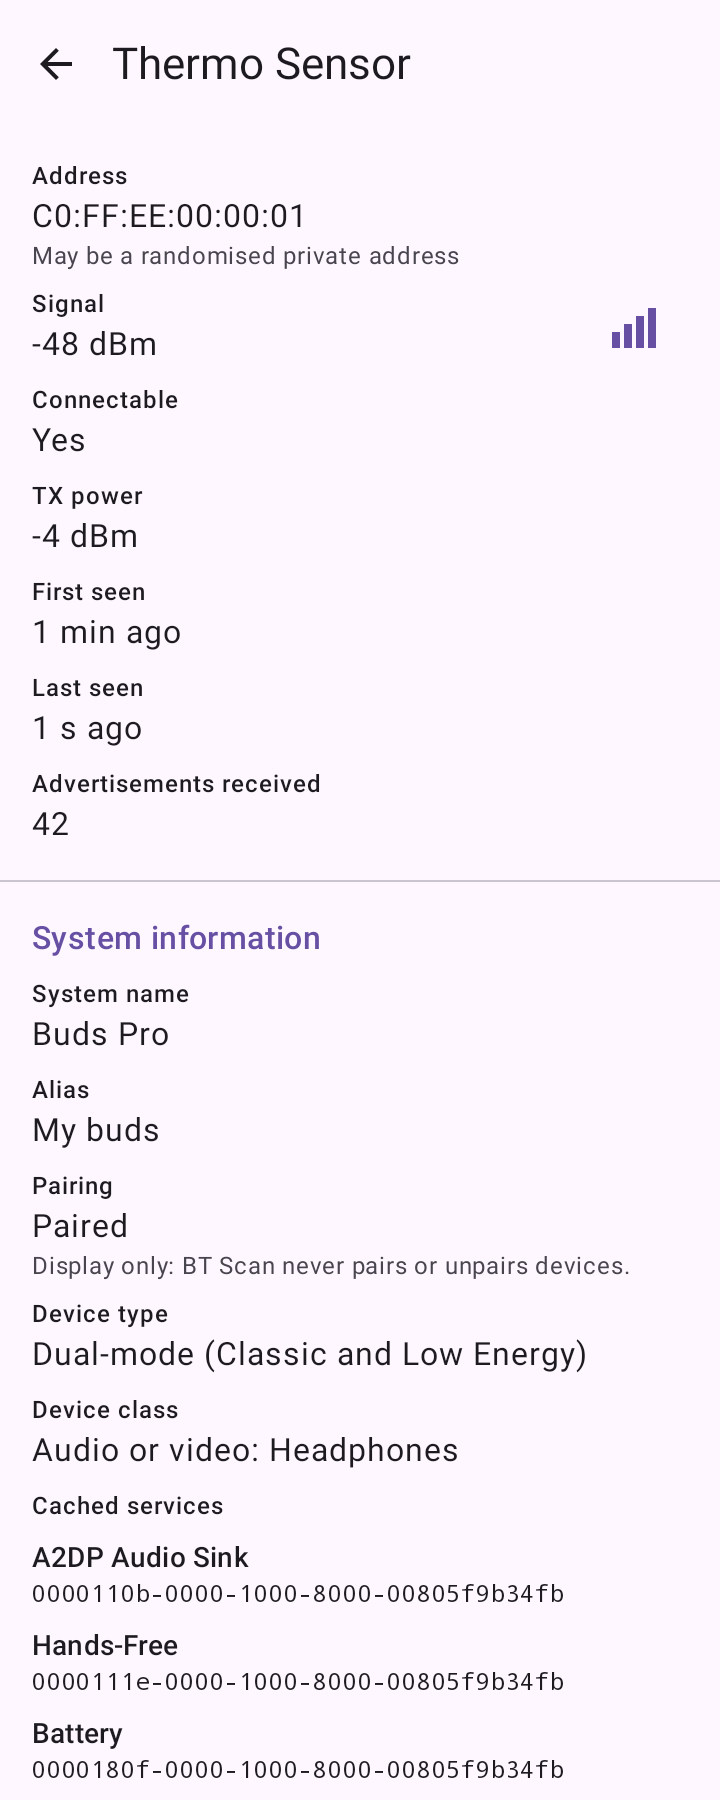 Thermo Sensor
Address
C0:FF:EE:00:00:01
May be a randomised private address
Signal
-48 dBm
Connectable
Yes
TX power
-4 dBm
First seen
1 min ago
Last seen
1 s ago
Advertisements received
42
System information
System name
Buds Pro
Alias
My buds
Pairing
Paired
Display only: BT Scan never pairs or unpairs devices.
Device type
Dual-mode (Classic and Low Energy)
Device class
Audio or video: Headphones
Cached services
A2DP Audio Sink
0000110b-0000-1000-8000-00805f9b34fb
Hands-Free
0000111e-0000-1000-8000-00805f9b34fb
Battery
0000180f-0000-1000-8000-00805f9b34fb